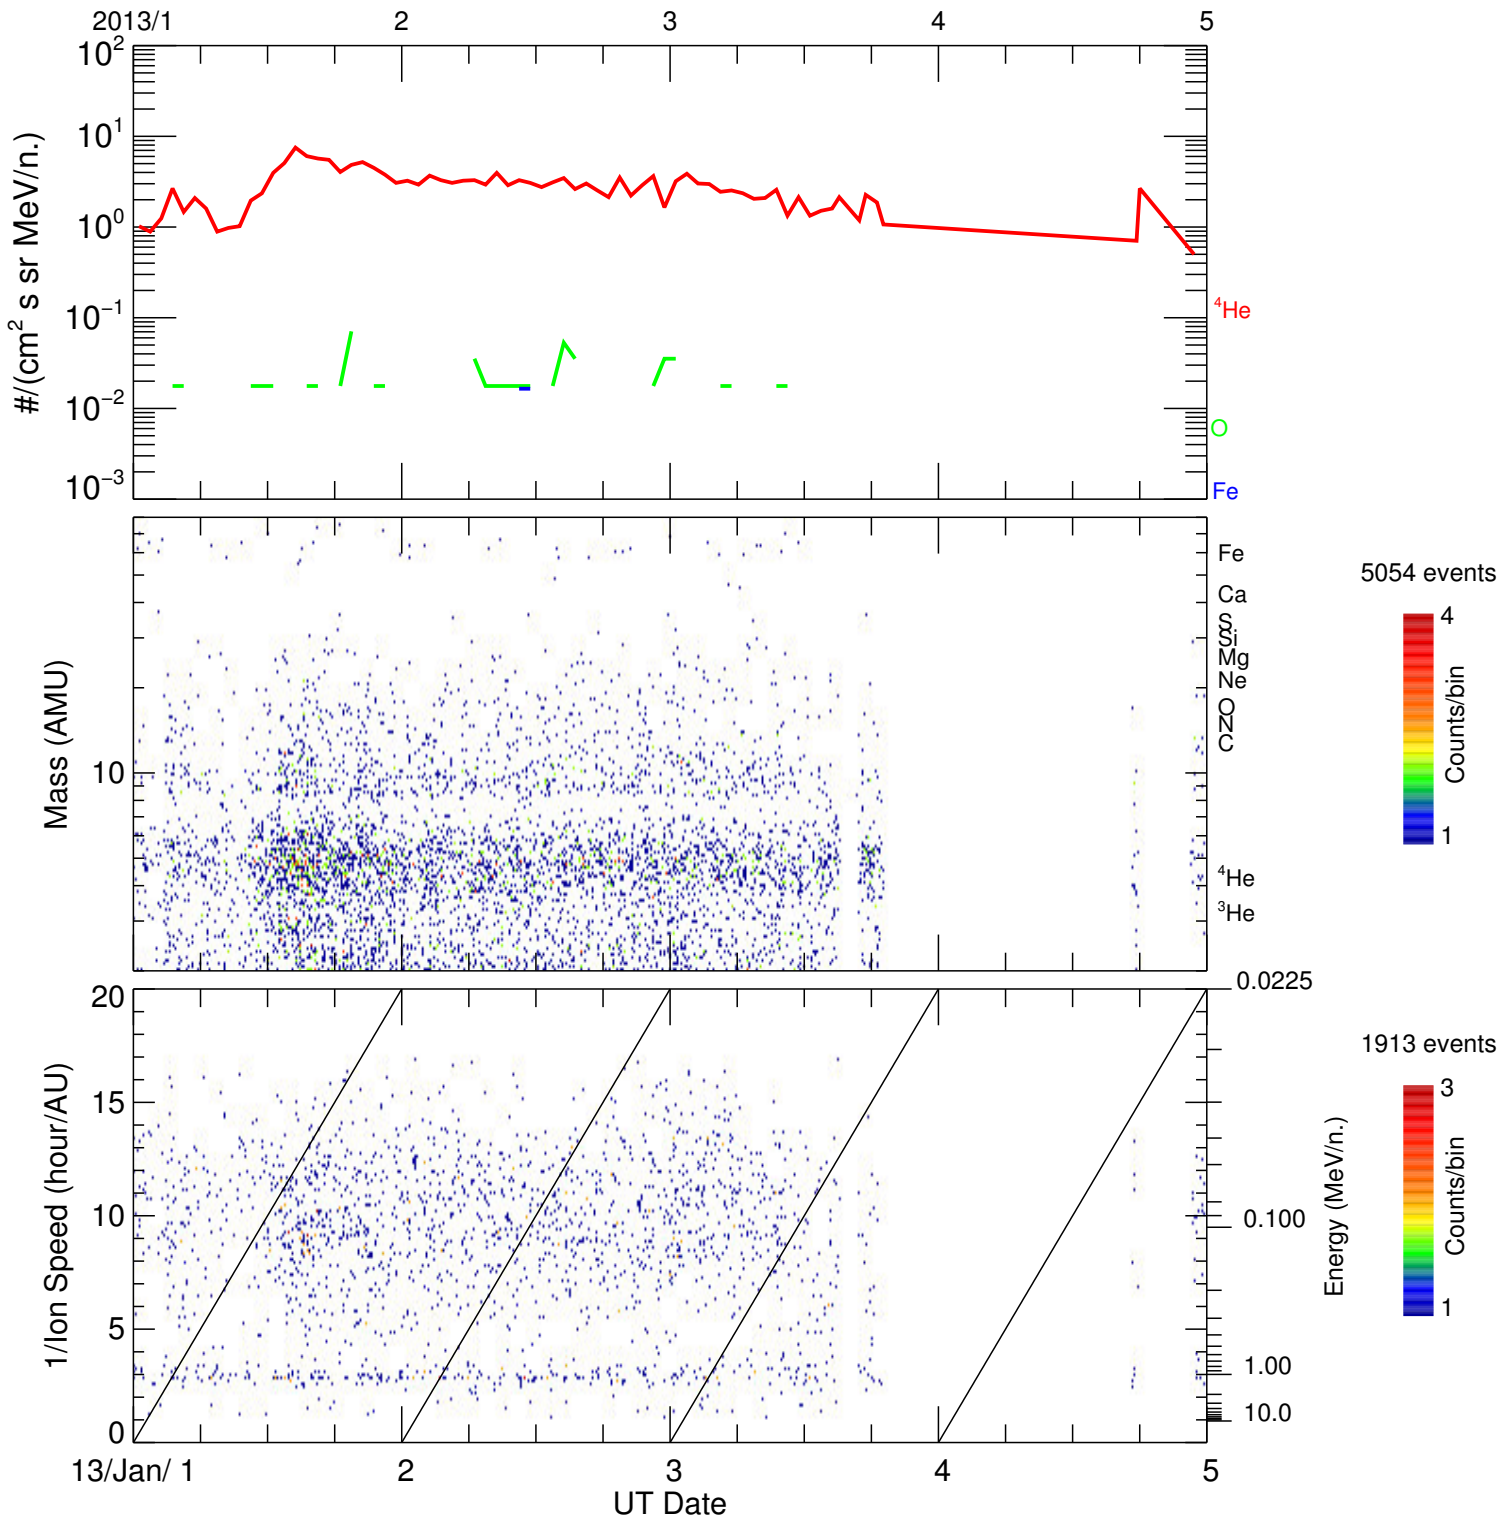 2013/1 2 3 4 5
10²
10¹
10⁰
10⁻¹
10⁻²
10⁻³
#/(cm² s sr MeV/n.)
⁴He
O
Fe
Mass (AMU)
10
Fe
Ca
S
Si
Mg
Ne
O
N
C
⁴He
³He
5054 events
4
Counts/bin
1
20
15
10
5
0
1/Ion Speed (hour/AU)
0.0225
0.100
1.00
10.0
Energy (MeV/n.)
1913 events
3
Counts/bin
1
13/Jan/ 1 2 3 4 5
UT Date